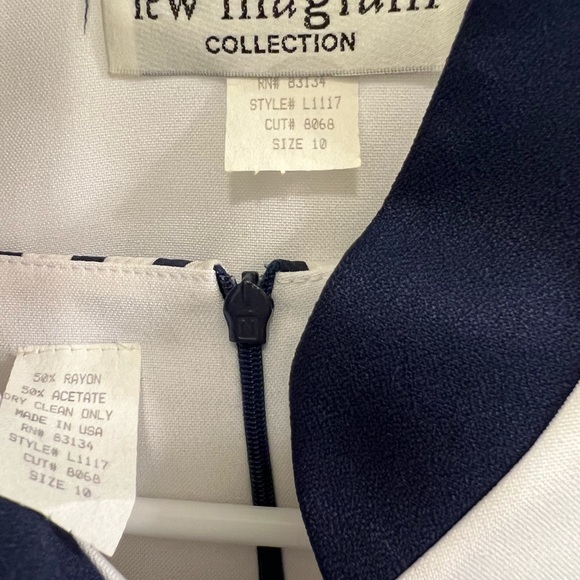 lew magram
COLLECTION
RN# 83134
STYLE# L1117
CUT# 8068
SIZE 10
50% RAYON
50% ACETATE
DRY CLEAN ONLY
MADE IN USA
RN# 83134
STYLE# L1117
CUT# 8068
SIZE 10